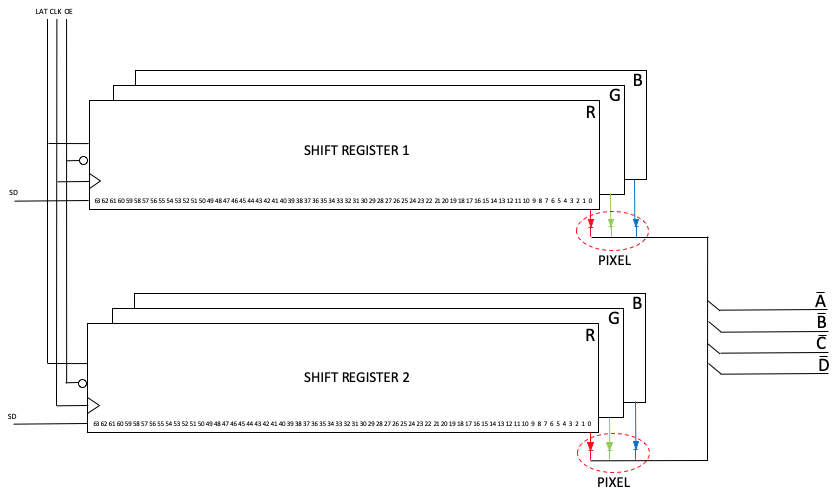 LAT CLK OE
B
G
R
SHIFT REGISTER 1
SD
63 62 61 60 59 58 57 56 55 54 53 52 51 50 49 48 47 46 45 44 43 42 41 40 39 38 37 36 35 34 33 32 31 30 29 28 27 26 25 24 23 22 21 20 19 18 17 16 15 14 13 12 11 10 9 8 7 6 5 4 3 2 1 0
PIXEL
A̅
B̅
C̅
D̅
B
G
R
SHIFT REGISTER 2
SD
63 62 61 60 59 58 57 56 55 54 53 52 51 50 49 48 47 46 45 44 43 42 41 40 39 38 37 36 35 34 33 32 31 30 29 28 27 26 25 24 23 22 21 20 19 18 17 16 15 14 13 12 11 10 9 8 7 6 5 4 3 2 1 0
PIXEL